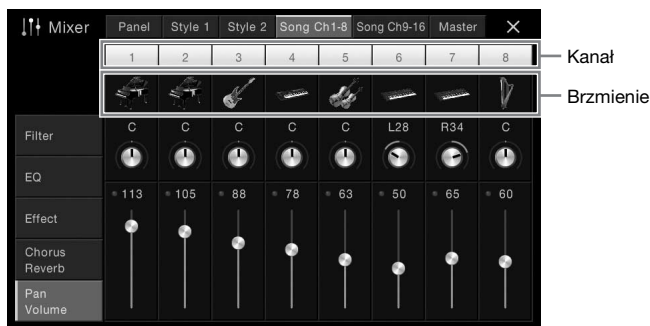 Mixer Panel Style 1 Style 2 Song Ch1-8 Song Ch9-16 Master
1 2 3 4 5 6 7 8 Kanał
Brzmienie
Filter C C C C C L28 R34 C
EQ
113 105 88 78 63 50 65 60
Effect
Chorus
Reverb
Pan
Volume